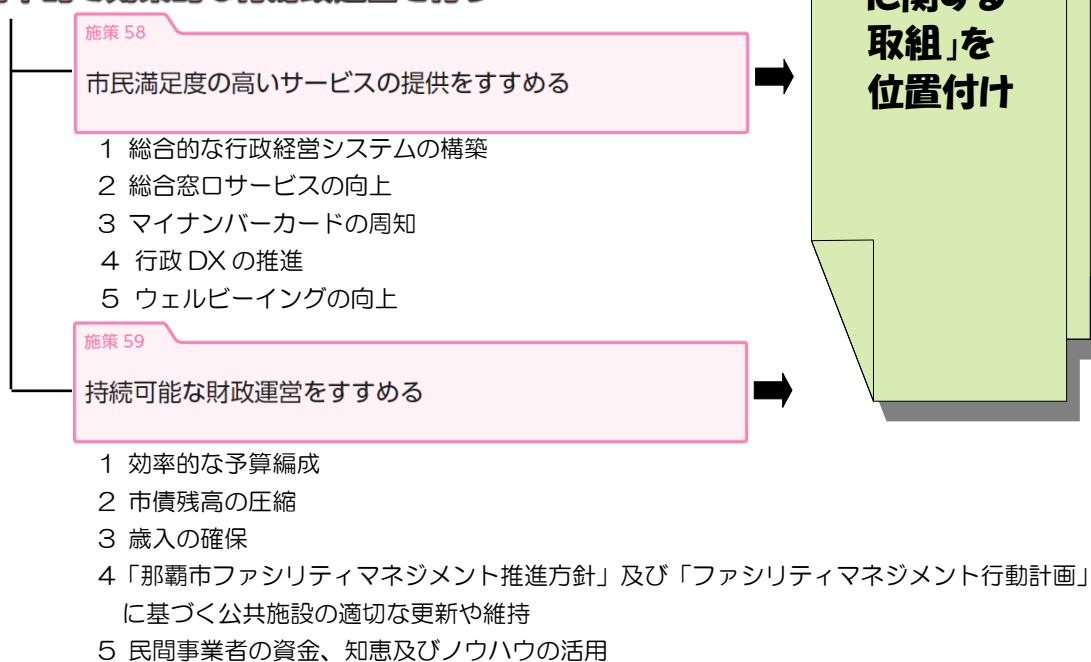 施策 58
市民満足度の高いサービスの提供をすすめる
1 総合的な行政経営システムの構築
2 総合窓口サービスの向上
3 マイナンバーカードの周知
4 行政 DX の推進
5 ウェルビーイングの向上
施策 59
持続可能な財政運営をすすめる
1 効率的な予算編成
2 市債残高の圧縮
3 歳入の確保
4「那覇市ファシリティマネジメント推進方針」及び「ファシリティマネジメント行動計画」
に基づく公共施設の適切な更新や維持
5 民間事業者の資金、知恵及びノウハウの活用
に関する
取組」を
位置付け